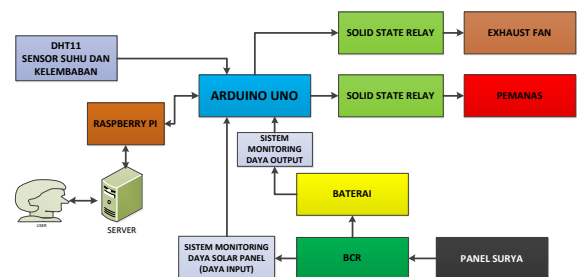 DHT11
SENSOR SUHU DAN
KELEMBABAN
SOLID STATE RELAY
EXHAUST FAN
ARDUINO UNO
SOLID STATE RELAY
PEMANAS
RASPBERRY PI
SISTEM
MONITORING
DAYA OUTPUT
BATERAI
USER
SERVER
SISTEM MONITORING
DAYA SOLAR PANEL
(DAYA INPUT)
BCR
PANEL SURYA